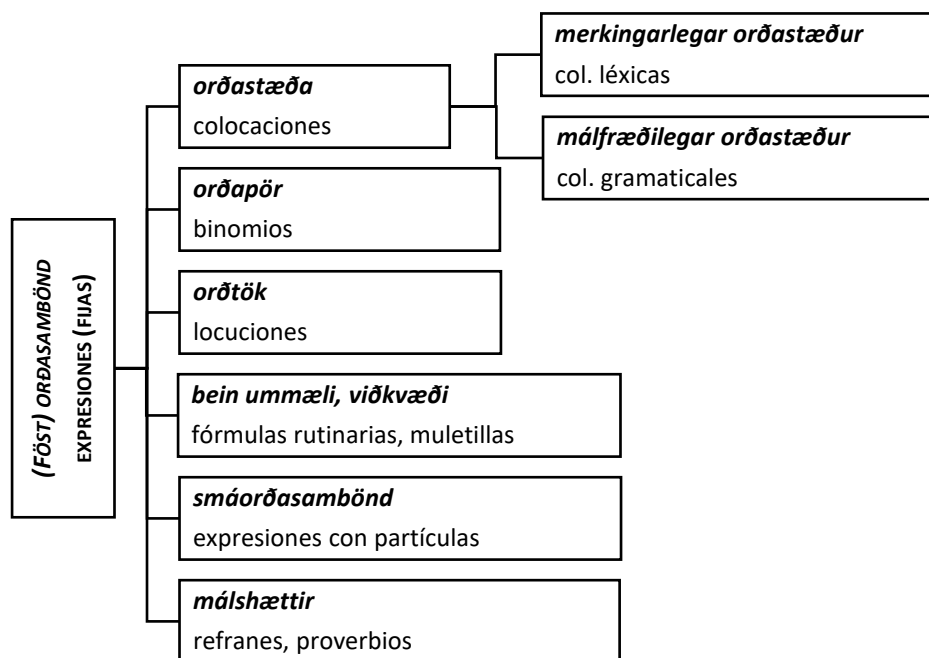 (FÖST) ORÐASAMBÖND
EXPRESIONES (FIJAS)
orðastæða
colocaciones
merkingarlegar orðastæður
col. léxicas
málfræðilegar orðastæður
col. gramaticales
orðapör
binomios
orðtök
locuciones
bein ummæli, viðkvæði
fórmulas rutinarias, muletillas
smáorðasambönd
expresiones con partículas
málshættir
refranes, proverbios